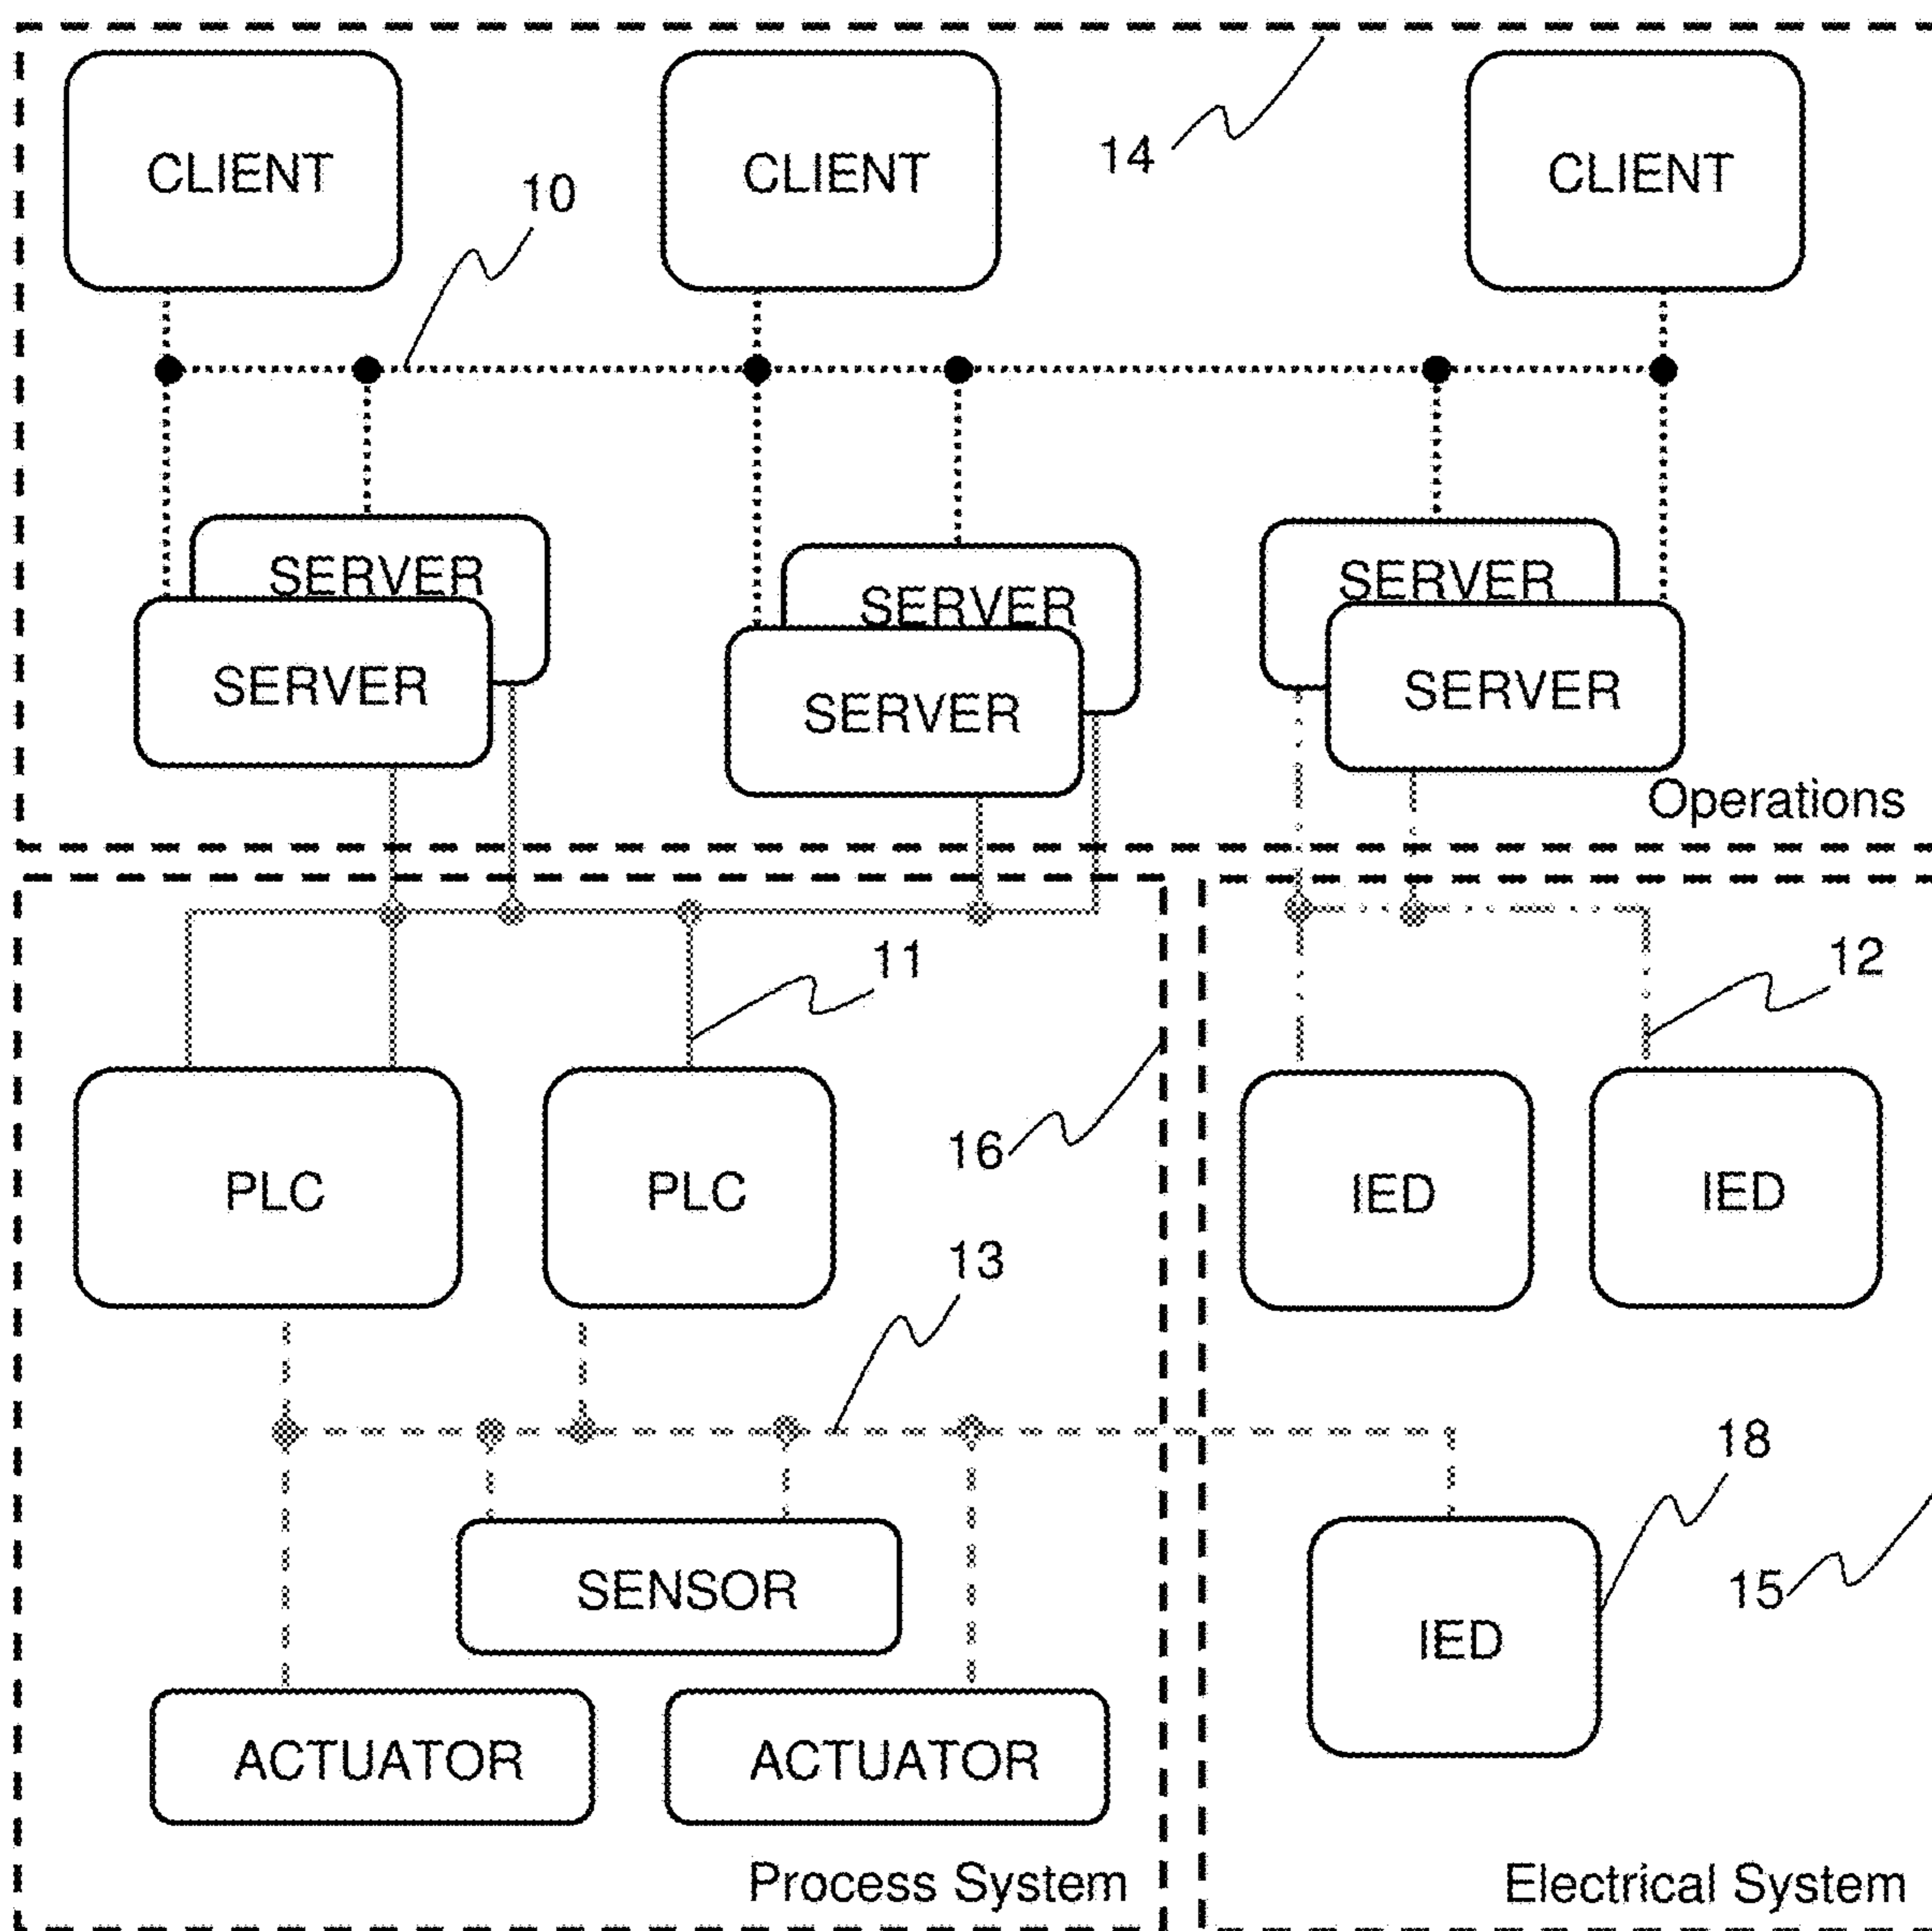 14
CLIENT
CLIENT
CLIENT
10
SERVER
SERVER
SERVER
SERVER
SERVER
SERVER
Operations
11
12
16
PLC
PLC
IED
IED
13
18
SENSOR
15
IED
ACTUATOR
ACTUATOR
Process System
Electrical System